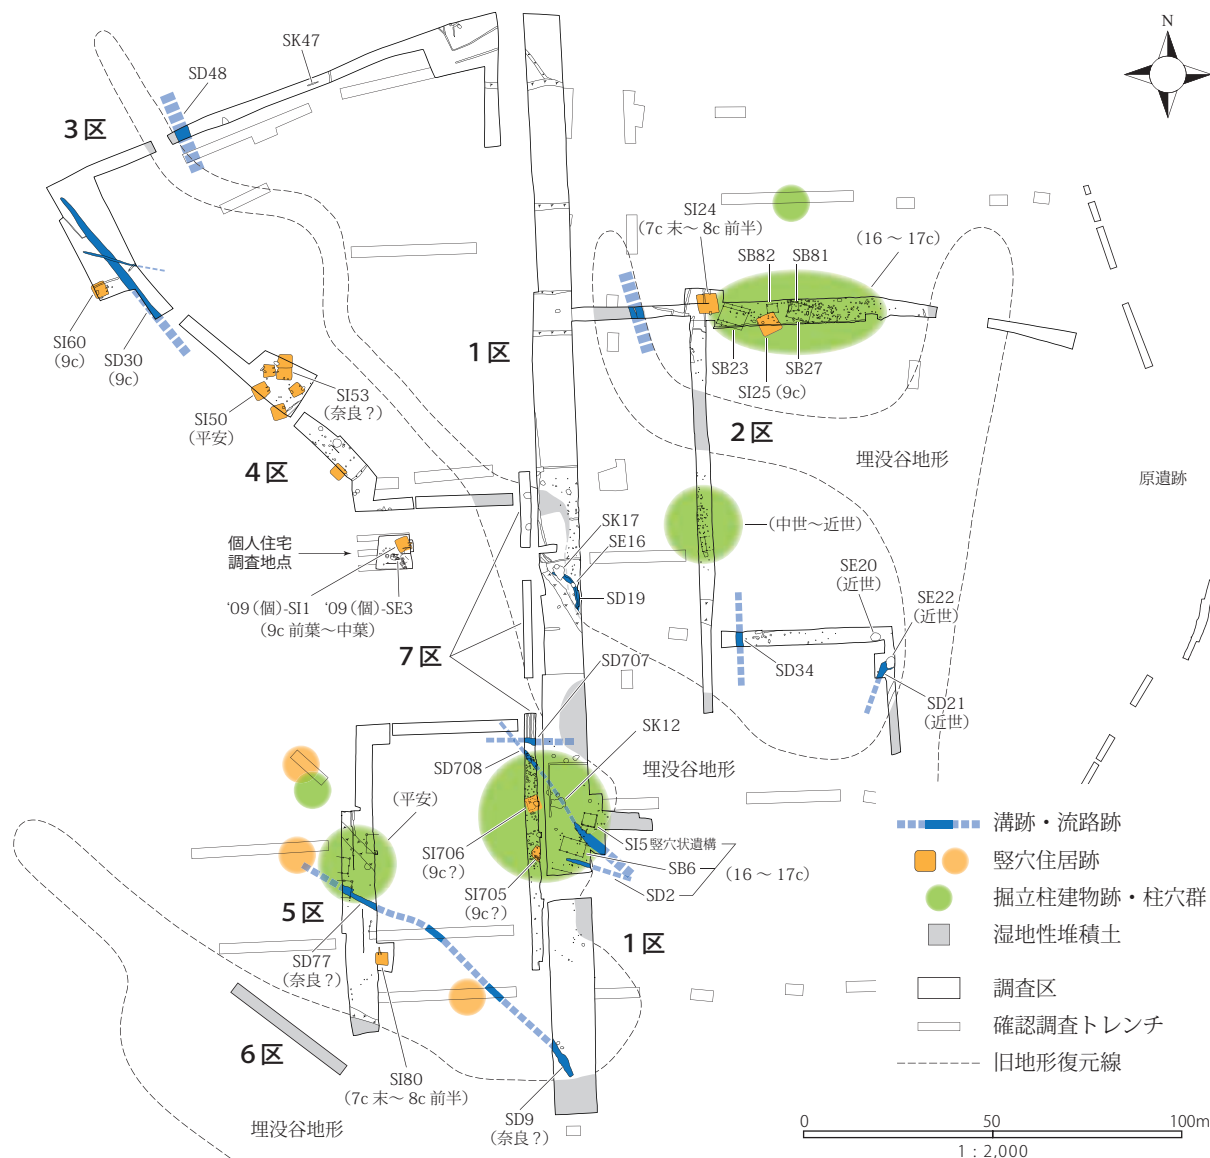 N
SK47
SD48
3区
SI24
(7c 末～ 8c 前半)
(16 ～ 17c)
SB82
SB81
SI60
(9c)
SD30
(9c)
1区
SB23
SB27
SI25 (9c)
SI53
(奈良？)
SI50
(平安)
2区
4区
埋没谷地形
原遺跡
SK17
SE16
(中世～近世)
個人住宅
調査地点
SE20
(近世)
SE22
(近世)
SD19
'09 (個)-SI1
'09 (個)-SE3
(9c 前葉～中葉)
7区
SD707
SD34
SD21
(近世)
SK12
SD708
埋没谷地形
(平安)
SI5 竪穴状遺構
SI706
(9c？)
SB6
(16 ～ 17c)
SI705
(9c？)
SD2
5区
1区
SD77
(奈良？)
6区
SI80
(7c 末～ 8c 前半)
SD9
(奈良？)
埋没谷地形
溝跡・流路跡
竪穴住居跡
掘立柱建物跡・柱穴群
湿地性堆積土
調査区
確認調査トレンチ
旧地形復元線
0
50
100m
1 : 2,000